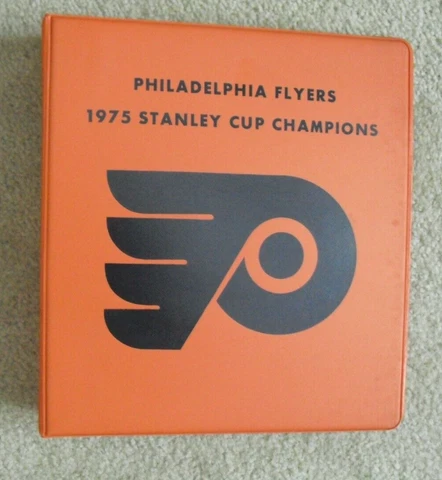 PHILADELPHIA FLYERS
1975 STANLEY CUP CHAMPIONS